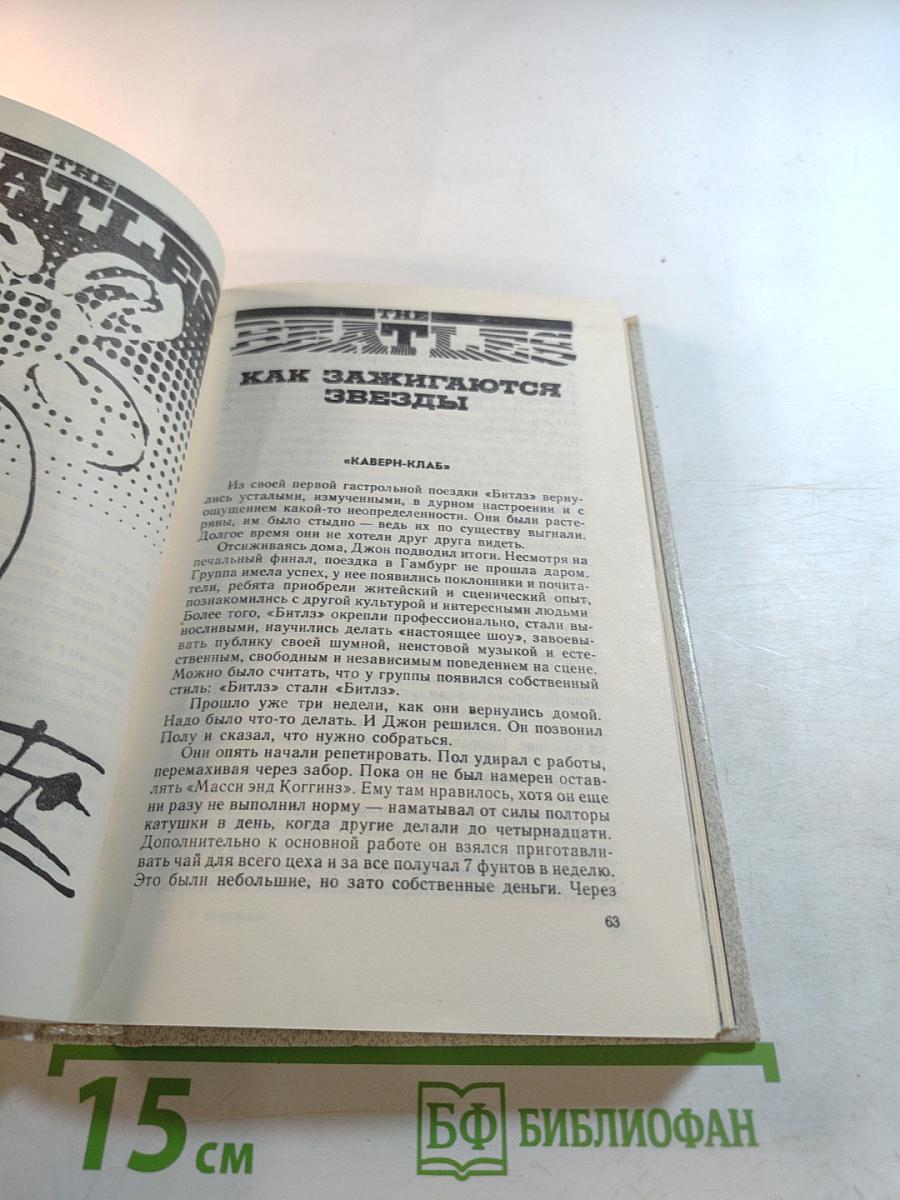 THE
ATLES
THE
BEATLES
КАК ЗАЖИГАЮТСЯ
ЗВЕЗДЫ
«КАВЕРН-КЛАБ»
Из своей первой гастрольной поездки «Битлз» верну-
лись усталыми, измученными, в дурном настроении и с
ощущением какой-то неопределенности. Они были расте-
ряны, им было стыдно — ведь их по существу выгнали.
Долгое время они не хотели друг друга видеть.
Отсиживаясь дома, Джон подводил итоги. Несмотря на
печальный финал, поездка в Гамбург не прошла даром.
Группа имела успех, у нее появились поклонники и почита-
тели, ребята приобрели житейский и сценический опыт,
познакомились с другой культурой и интересными людьми
Более того, «Битлз» окрепли профессионально, стали вы-
носливыми, научились делать «настоящее шоу», завоевы-
вать публику своей шумной, неистовой музыкой и есте-
ственным, свободным и независимым поведением на сцене.
Можно было считать, что у группы появился собственный
стиль: «Битлз» стали «Битлз».
Прошло уже три недели, как они вернулись домой.
Надо было что-то делать. И Джон решился. Он позвонил
Полу и сказал, что нужно собраться.
Они опять начали репетировать. Пол удирал с работы,
перемахивая через забор. Пока он не был намерен остав-
лять «Масси энд Коггинз». Ему там нравилось, хотя он еще
ни разу не выполнил норму — наматывал от силы полторы
катушки в день, когда другие делали до четырнадцати.
Дополнительно к основной работе он взялся приготавли-
вать чай для всего цеха и за все получал 7 фунтов в неделю.
Это были небольшие, но зато собственные деньги. Через
63
15 см
БФ БИБЛИОФАН